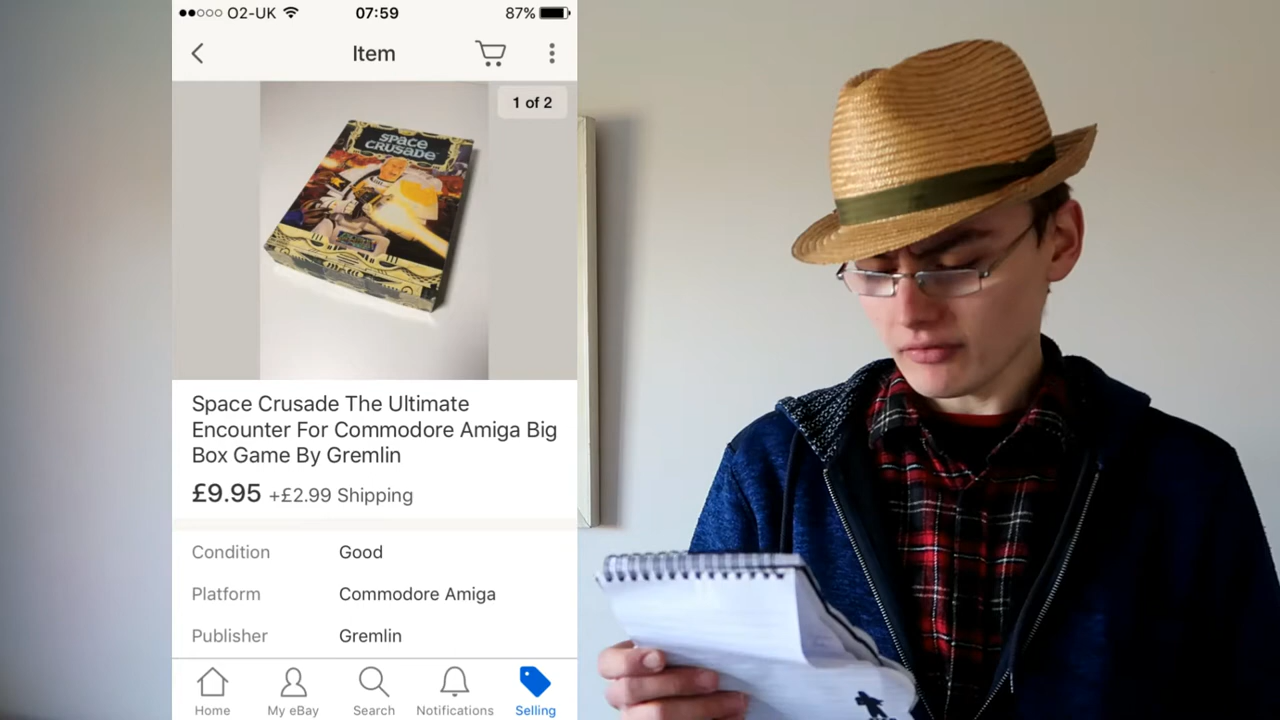 O2-UK 07:59 87%
Item
1 of 2
SPACE
CRUSADE
Space Crusade The Ultimate
Encounter For Commodore Amiga Big
Box Game By Gremlin
£9.95 +£2.99 Shipping
Condition Good
Platform Commodore Amiga
Publisher Gremlin
Home My eBay Search Notifications Selling